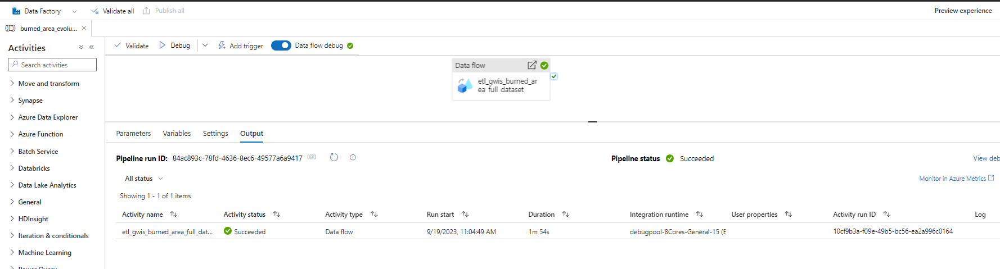 Data Factory
Validate all
Publish all
Preview experience
burned_area_evolu...
Activities
Search activities
Move and transform
Synapse
Azure Data Explorer
Azure Function
Batch Service
Databricks
Data Lake Analytics
General
HDInsight
Iteration & conditionals
Machine Learning
Power Query
Validate
Debug
Add trigger
Data flow debug
Data flow
etl_gwis_burned_ar
ea_full_dataset
Parameters Variables Settings Output
Pipeline run ID: 84ac893c-78fd-4636-8ec6-49577a6a9417
Pipeline status Succeeded
View deb
All status
Monitor in Azure Metrics
Showing 1 - 1 of 1 items
Activity name Activity status Activity type Run start Duration Integration runtime User properties Activity run ID Log
etl_gwis_burned_area_full_dat... Succeeded Data flow 9/19/2023, 11:04:49 AM 1m 54s debugpool-8Cores-General-15 (E 10cf9b3a-f09e-49b5-bc56-ea2a996c0164